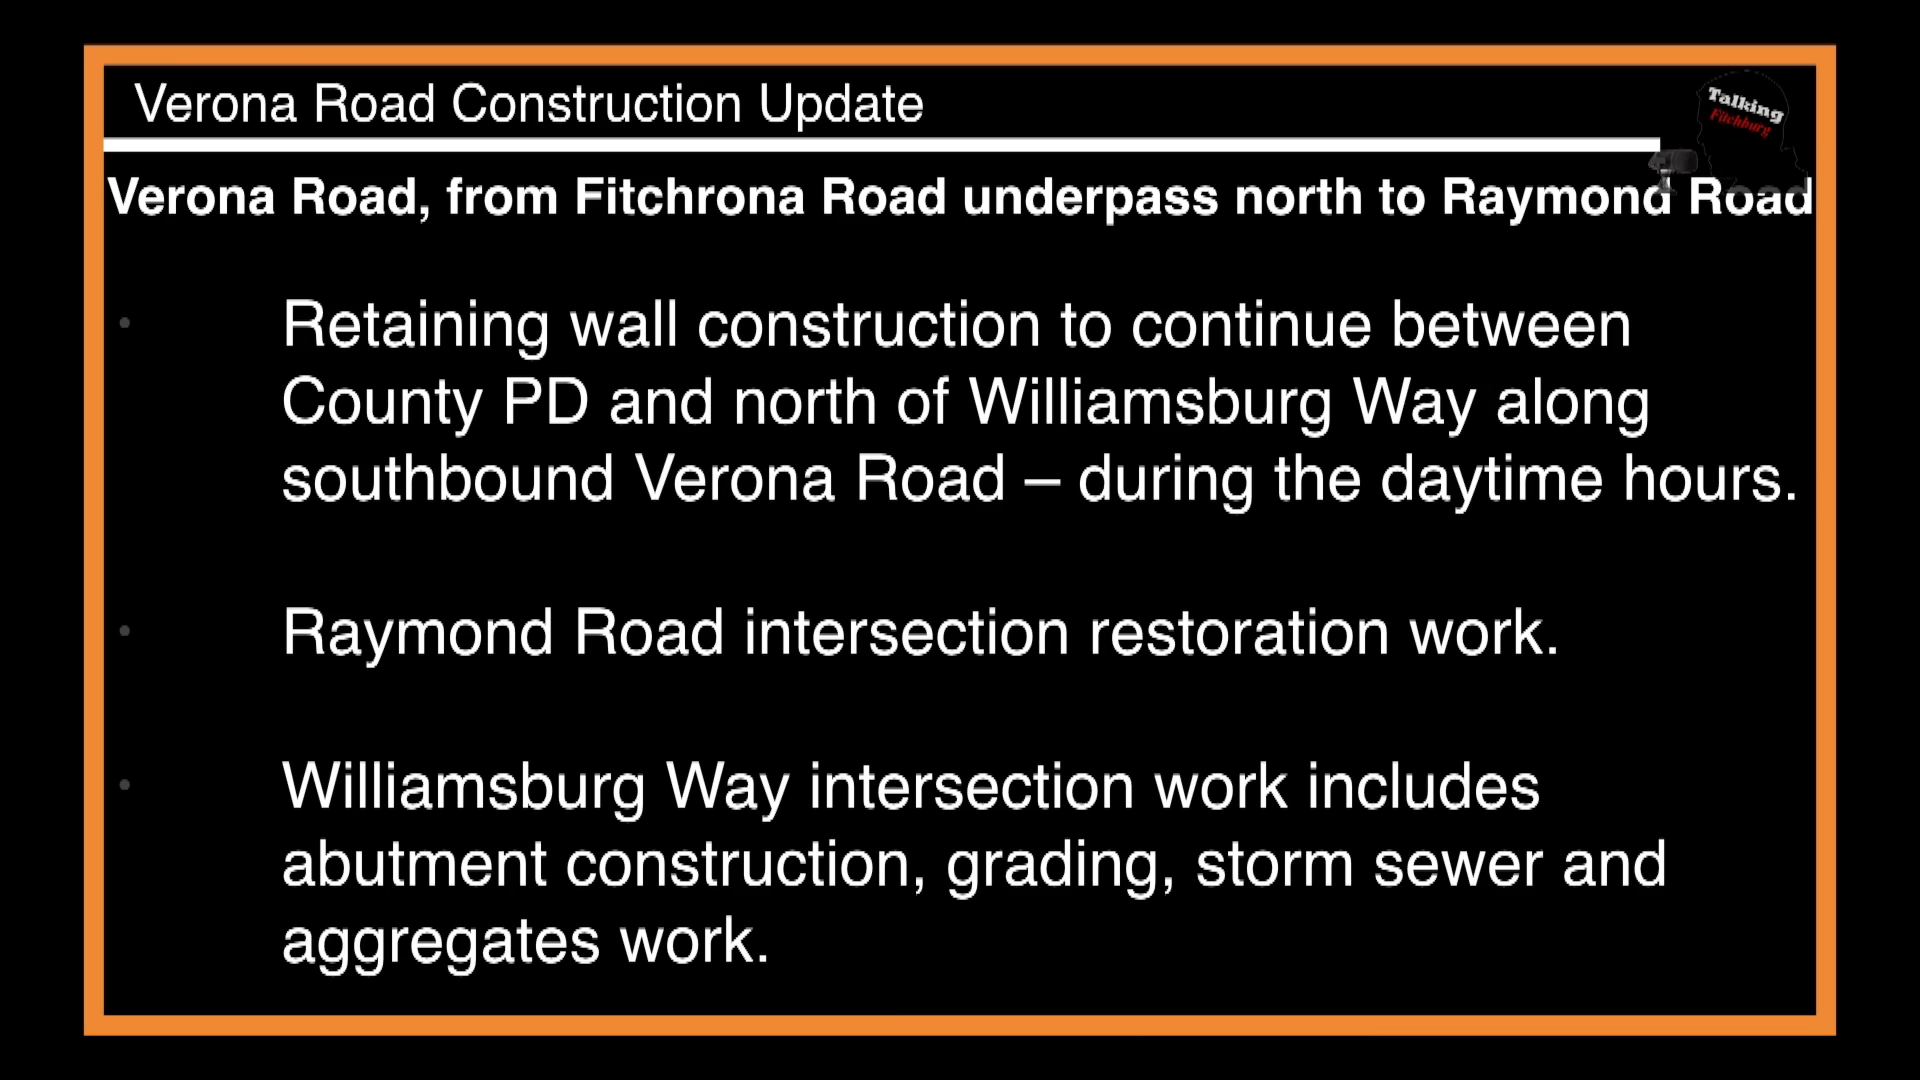 Verona Road Construction Update
Talking
Fitchburg
Verona Road, from Fitchrona Road underpass north to Raymond Road
• Retaining wall construction to continue between
County PD and north of Williamsburg Way along
southbound Verona Road – during the daytime hours.
• Raymond Road intersection restoration work.
• Williamsburg Way intersection work includes
abutment construction, grading, storm sewer and
aggregates work.